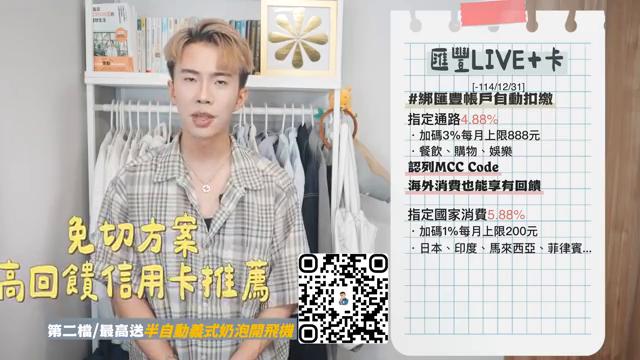 匯豐LIVE+卡
[-114/12/31]
#綁匯豐帳戶自動扣繳
指定通路4.88%
·加碼3%每月上限888元
·餐飲、購物、娛樂
認列MCC Code
海外消費也能享有回饋
指定國家消費5.88%
·加碼1%每月上限200元
·日本、印度、馬來西亞、菲律賓...
免切方案
高回饋信用卡推薦
第二檔/最高送半自動義式奶泡開飛機